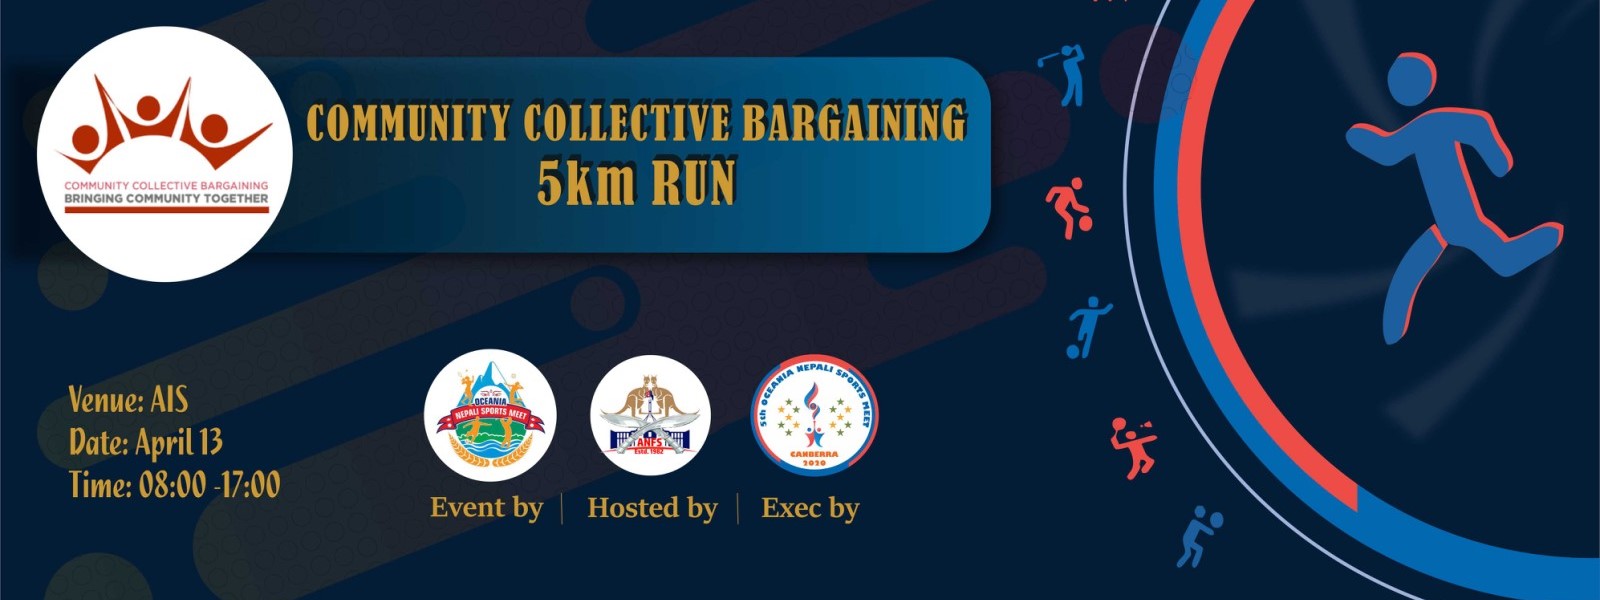 COMMUNITY COLLECTIVE BARGAINING
BRINGING COMMUNITY TOGETHER
COMMUNITY COLLECTIVE BARGAINING
5km RUN
Venue: AIS
Date: April 13
Time: 08:00 -17:00
OCEANIA
NEPALI SPORTS MEET
Event by
ANFS
Estd. 1982
Hosted by
5th OCEANIA NEPALI SPORTS MEET
CANBERRA
2020
Exec by